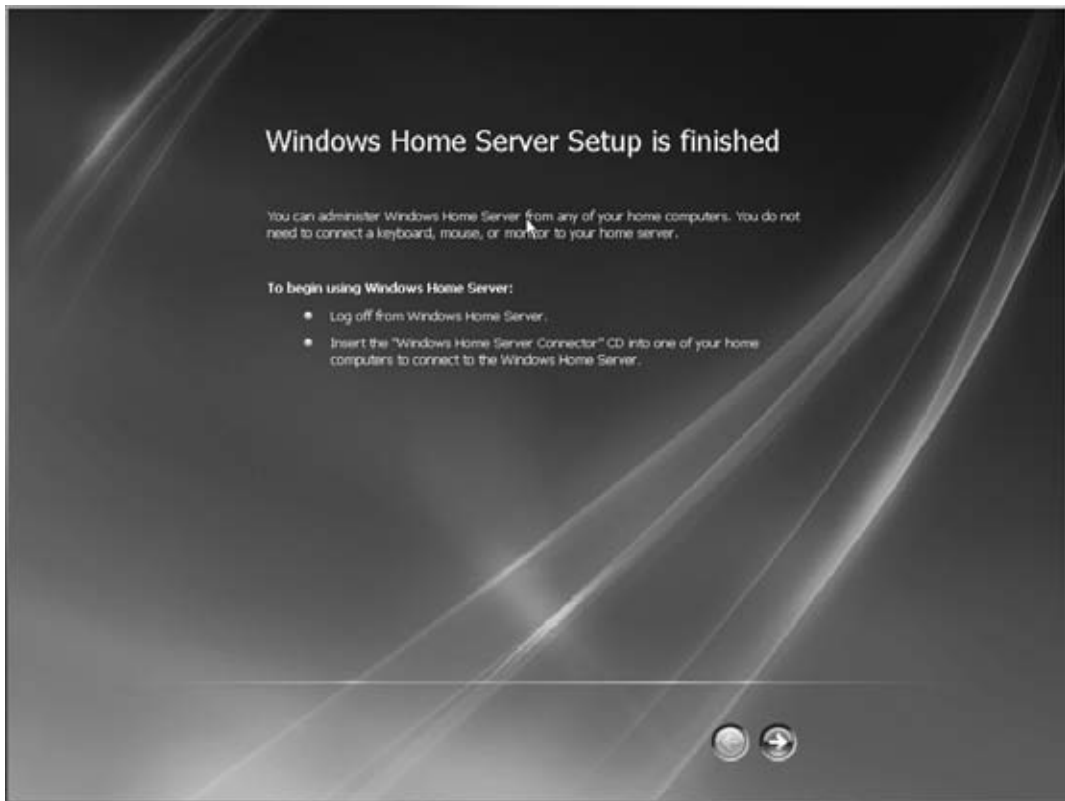 Windows Home Server Setup is finished
You can administer Windows Home Server from any of your home computers. You do not
need to connect a keyboard, mouse, or monitor to your home server.
To begin using Windows Home Server:
Log off from Windows Home Server.
Insert the "Windows Home Server Connector" CD into one of your home
computers to connect to the Windows Home Server.